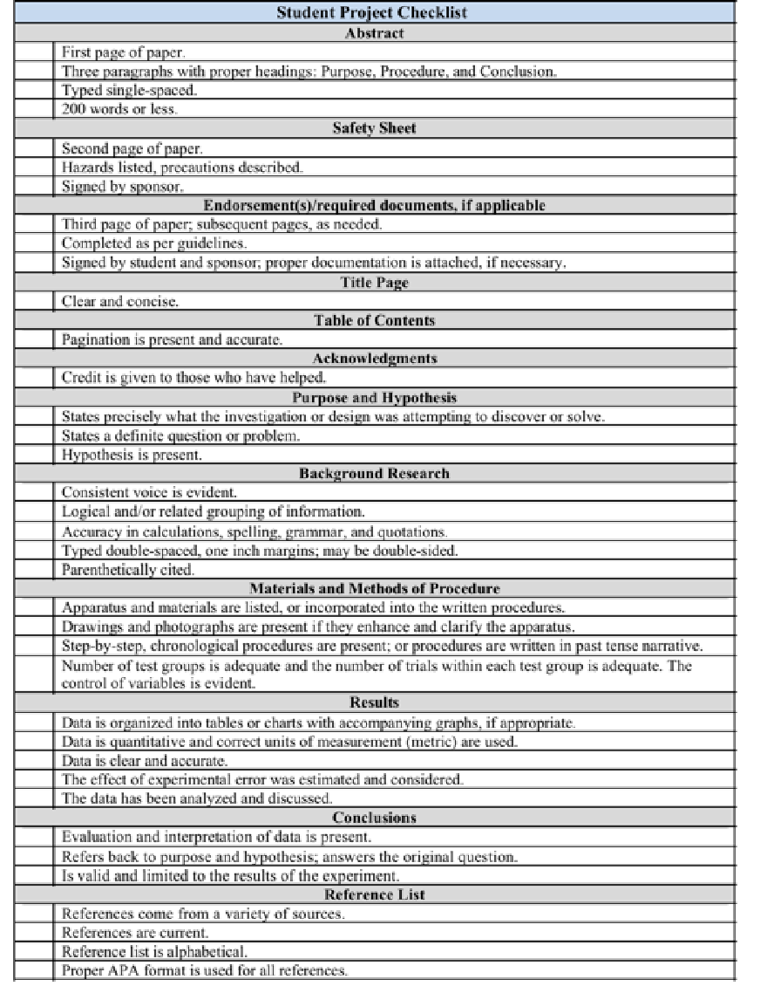 Student Project Checklist
Abstract
First page of paper.
Three paragraphs with proper headings: Purpose, Procedure, and Conclusion.
Typed single-spaced.
200 words or less.
Safety Sheet
Second page of paper.
Hazards listed, precautions described.
Signed by sponsor.
Endorsement(s)/required documents, if applicable
Third page of paper; subsequent pages, as needed.
Completed as per guidelines.
Signed by student and sponsor; proper documentation is attached, if necessary.
Title Page
Clear and concise.
Table of Contents
Pagination is present and accurate.
Acknowledgments
Credit is given to those who have helped.
Purpose and Hypothesis
States precisely what the investigation or design was attempting to discover or solve.
States a definite question or problem.
Hypothesis is present.
Background Research
Consistent voice is evident.
Logical and/or related grouping of information.
Accuracy in calculations, spelling, grammar, and quotations.
Typed double-spaced, one inch margins; may be double-sided.
Parenthetically cited.
Materials and Methods of Procedure
Apparatus and materials are listed, or incorporated into the written procedures.
Drawings and photographs are present if they enhance and clarify the apparatus.
Step-by-step, chronological procedures are present; or procedures are written in past tense narrative.
Number of test groups is adequate and the number of trials within each test group is adequate. The
control of variables is evident.
Results
Data is organized into tables or charts with accompanying graphs, if appropriate.
Data is quantitative and correct units of measurement (metric) are used.
Data is clear and accurate.
The effect of experimental error was estimated and considered.
The data has been analyzed and discussed.
Conclusions
Evaluation and interpretation of data is present.
Refers back to purpose and hypothesis; answers the original question.
Is valid and limited to the results of the experiment.
Reference List
References come from a variety of sources.
References are current.
Reference list is alphabetical.
Proper APA format is used for all references.